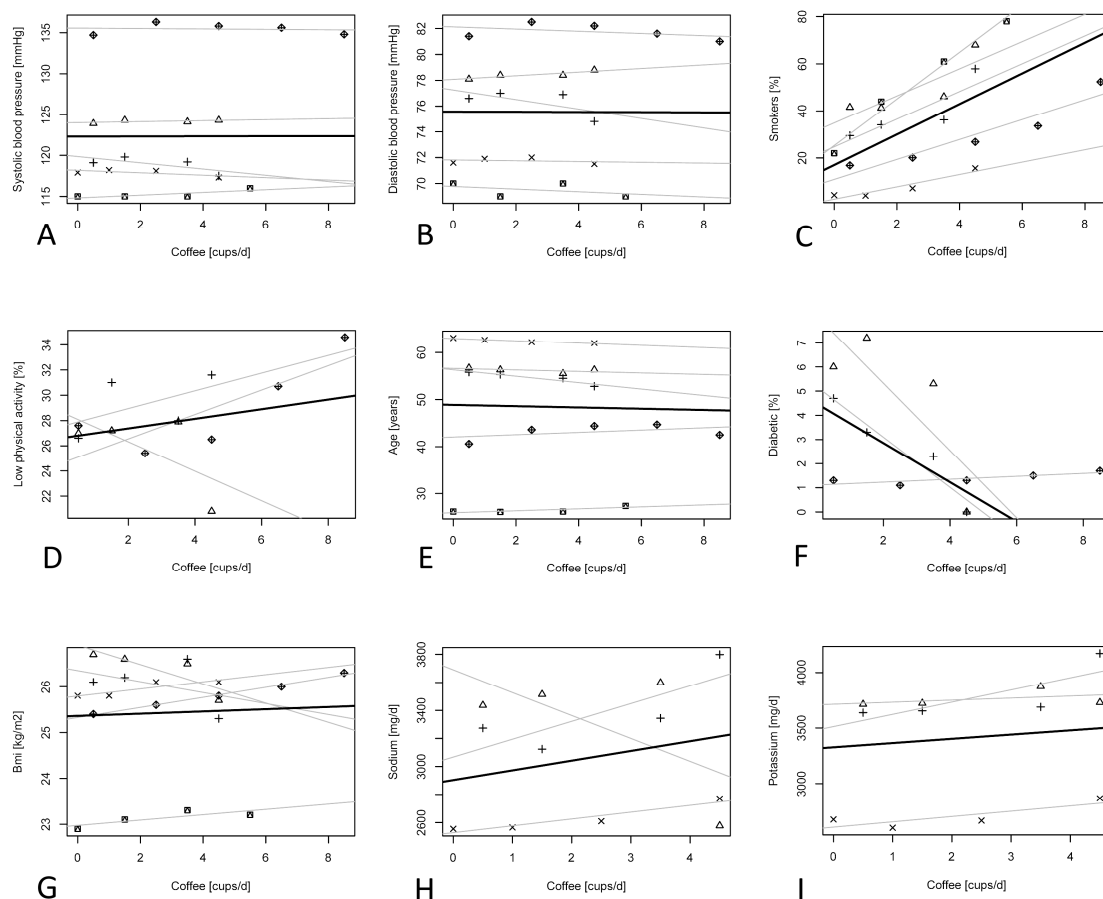 Systolic blood pressure [mmHg]
135
130
125
120
115
0 2 4 6 8
A
Coffee [cups/d]
Diastolic blood pressure [mmHg]
82
80
78
76
74
72
70
0 2 4 6 8
B
Coffee [cups/d]
Smokers [%]
80
60
40
20
0 2 4 6 8
C
Coffee [cups/d]
Low physical activity [%]
34
32
30
28
26
24
22
2 4 6 8
D
Coffee [cups/d]
Age [years]
60
50
40
30
0 2 4 6 8
E
Coffee [cups/d]
Diabetic [%]
7
6
5
4
3
2
1
0
2 4 6 8
F
Coffee [cups/d]
Bmi [kg/m2]
26
25
24
23
0 2 4 6 8
G
Coffee [cups/d]
Sodium [mg/d]
3800
3400
3000
2600
0 1 2 3 4
H
Coffee [cups/d]
Potassium [mg/d]
4000
3500
3000
0 1 2 3 4
I
Coffee [cups/d]